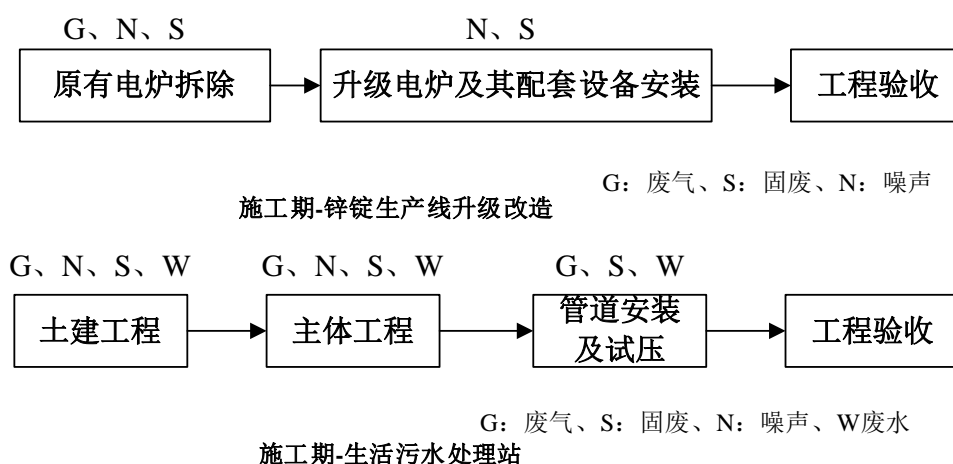 G、N、S N、S
原有电炉拆除 升级电炉及其配套设备安装 工程验收
G：废气、S：固废、N：噪声
施工期-锌锭生产线升级改造
G、N、S、W G、N、S、W G、S、W
土建工程 主体工程 管道安装 工程验收
及试压
G：废气、S：固废、N：噪声、W废水
施工期-生活污水处理站